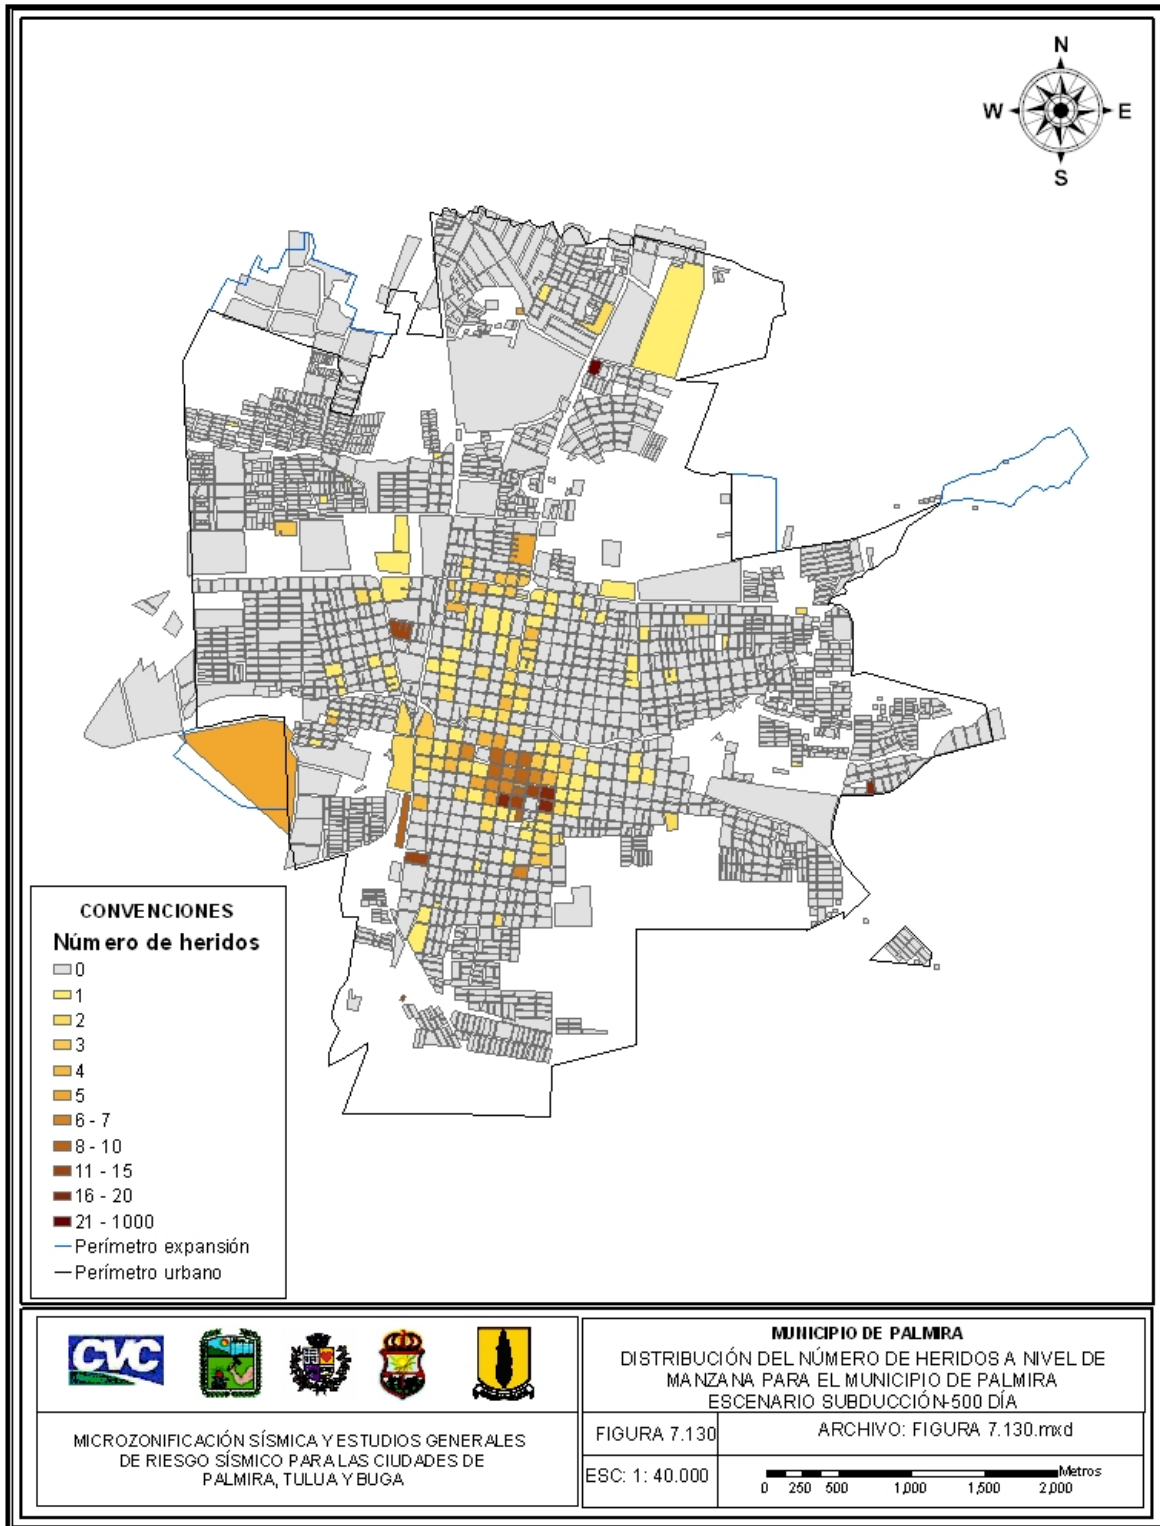 N
W
E
S
CONVENCIONES
Número de heridos
0
1
2
3
4
5
6 - 7
8 - 10
11 - 15
16 - 20
21 - 1000
Perímetro expansión
Perímetro urbano
CVC
MICROZONIFICACIÓN SÍSMICA Y ESTUDIOS GENERALES
DE RIESGO SÍSMICO PARA LAS CIUDADES DE
PALMIRA, TULUA Y BUGA
MUNICIPIO DE PALMIRA
DISTRIBUCIÓN DEL NÚMERO DE HERIDOS A NIVEL DE
MANZANA PARA EL MUNICIPIO DE PALMIRA
ESCENARIO SUBDUCCIÓN-500 DÍA
FIGURA 7.130
ARCHIVO: FIGURA 7.130.mxd
ESC: 1: 40.000
Metros
0 250 500 1,000 1,500 2,000